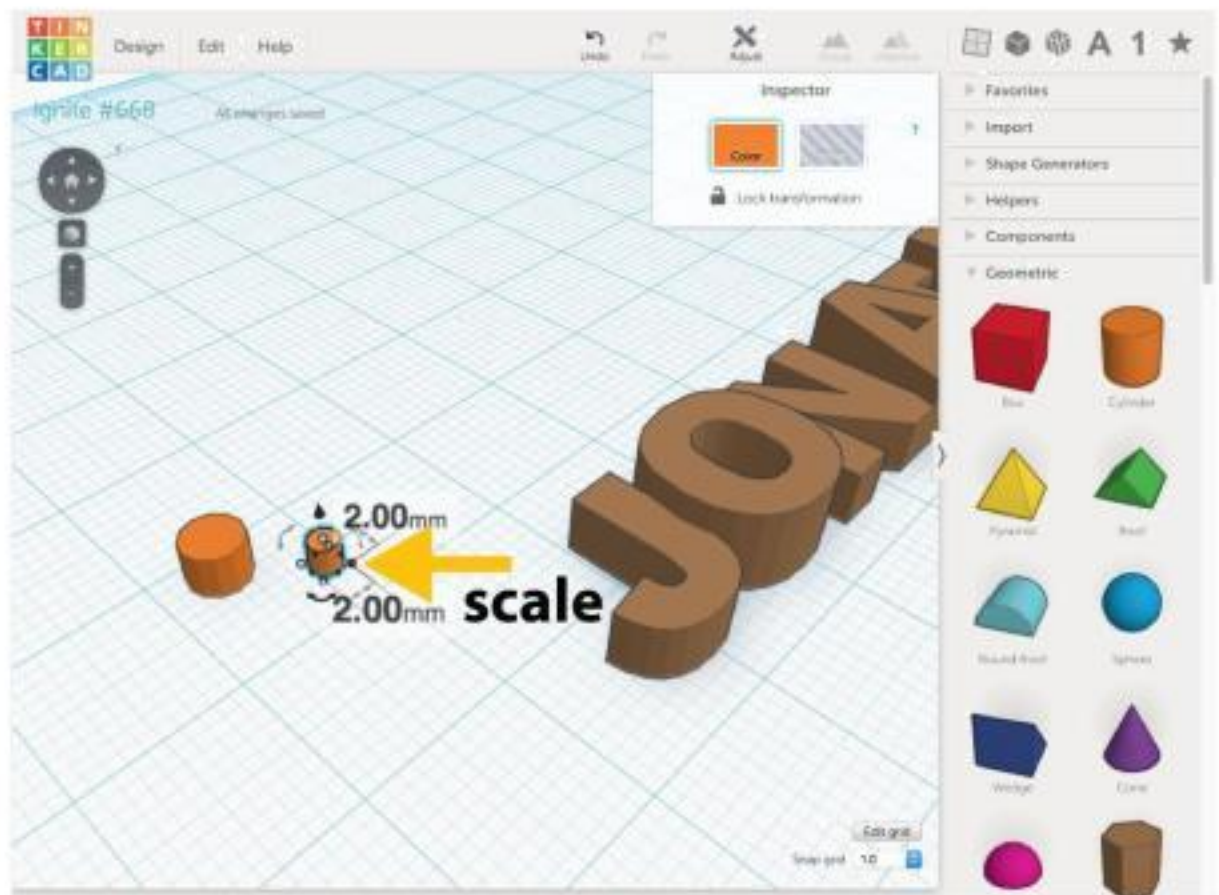 TIN
KER
CAD
Design Edit Help
Undo
Adjust
Ignite #668
All changes saved
Inspector
Color
Lock transformation
Favorites
Import
Shape Generators
Helpers
Components
Geometric
Box Cylinder
Pyramid Roof
Round Roof Sphere
Wedge Cone
2.00mm
2.00mm
scale
JONA
Edit grid
Snap grid 1.0